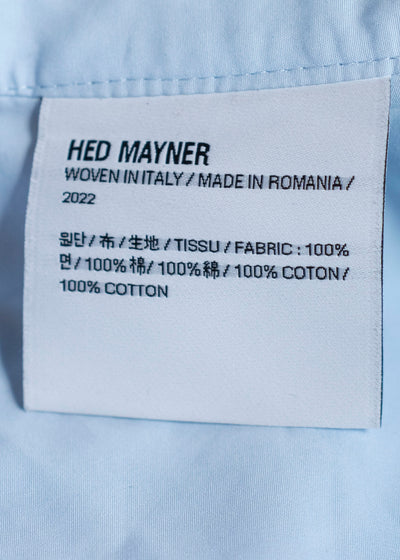 HED MAYNER
WOVEN IN ITALY / MADE IN ROMANIA /
2022
원단 / 布 / 生地 / TISSU / FABRIC : 100%
면 / 100% 棉 / 100% 綿 / 100% COTON /
100% COTTON